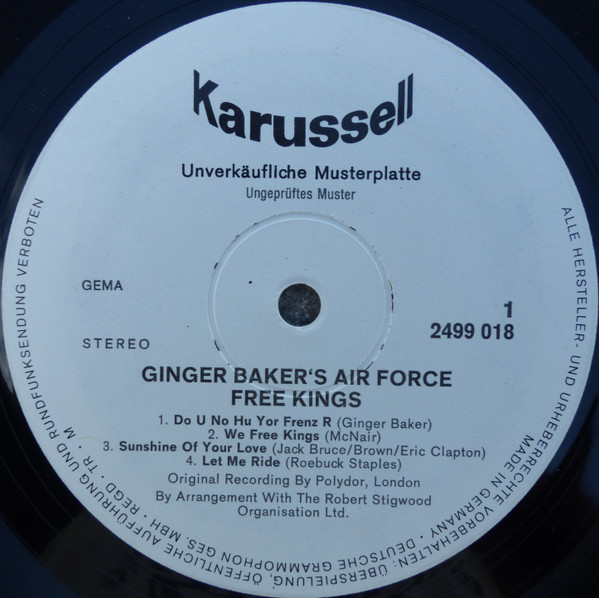 Karussell
Unverkäufliche Musterplatte
Ungeprüftes Muster
GEMA
1
STEREO
2499 018
GINGER BAKER'S AIR FORCE
FREE KINGS
1. Do U No Hu Yor Frenz R (Ginger Baker)
2. We Free Kings (McNair)
3. Sunshine Of Your Love (Jack Bruce/Brown/Eric Clapton)
4. Let Me Ride (Roebuck Staples)
Original Recording By Polydor, London
By Arrangement With The Robert Stigwood
Organisation Ltd.
ALLE HERSTELLER- UND URHEBERRECHTE VORBEHALTEN: ÜBERSPIELUNG, ÖFFENTLICHE AUFFÜHRUNG UND RUNDFUNKSENDUNG VERBOTEN
MADE IN GERMANY · DEUTSCHE GRAMMOPHON GES. MBH · REGD · TR · M